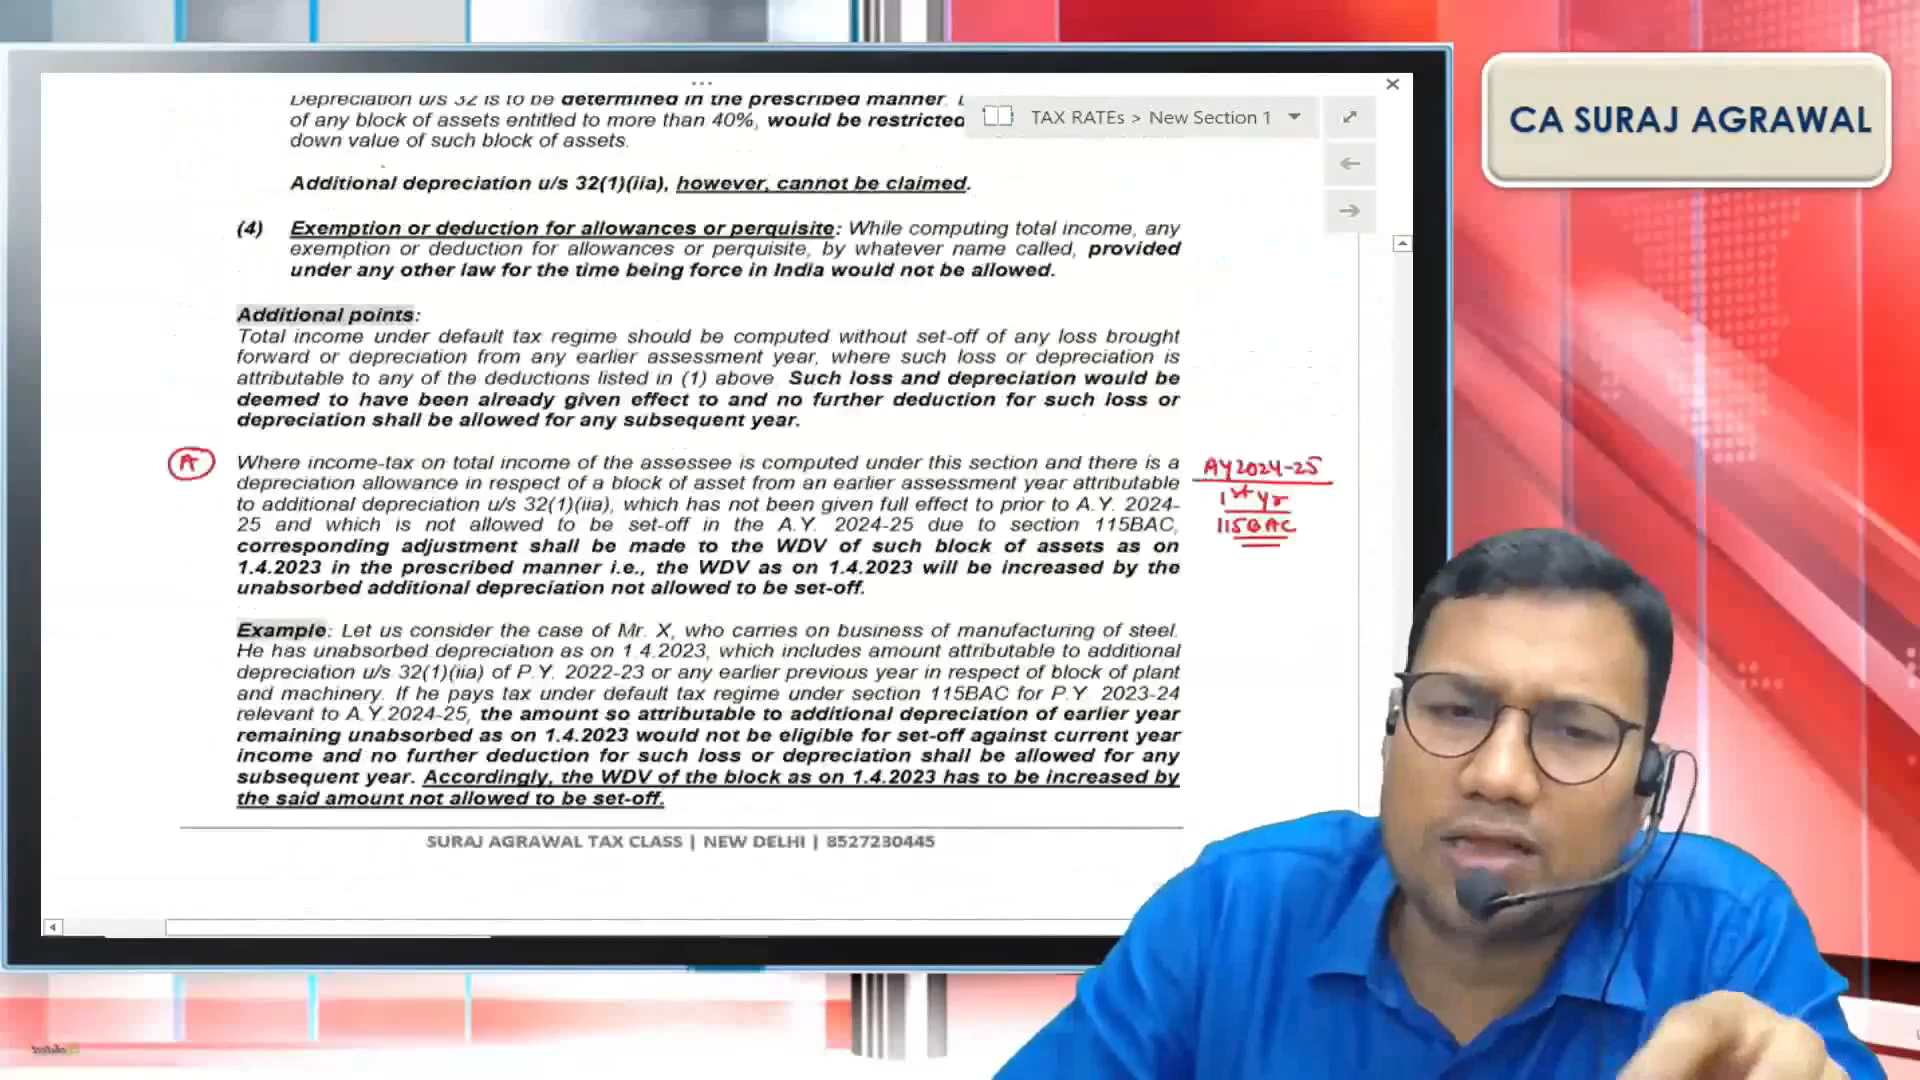 CA SURAJ AGRAWAL
TAX RATEs > New Section 1
Depreciation u/s 32 is to be determined in the prescribed manner.
of any block of assets entitled to more than 40%, would be restricted
down value of such block of assets.
Additional depreciation u/s 32(1)(iia), however, cannot be claimed.
(4) Exemption or deduction for allowances or perquisite: While computing total income, any
exemption or deduction for allowances or perquisite, by whatever name called, provided
under any other law for the time being force in India would not be allowed.
Additional points:
Total income under default tax regime should be computed without set-off of any loss brought
forward or depreciation from any earlier assessment year, where such loss or depreciation is
attributable to any of the deductions listed in (1) above. Such loss and depreciation would be
deemed to have been already given effect to and no further deduction for such loss or
depreciation shall be allowed for any subsequent year.
A
Where income-tax on total income of the assessee is computed under this section and there is a
depreciation allowance in respect of a block of asset from an earlier assessment year attributable
to additional depreciation u/s 32(1)(iia), which has not been given full effect to prior to A.Y. 2024-
25 and which is not allowed to be set-off in the A.Y. 2024-25 due to section 115BAC,
corresponding adjustment shall be made to the WDV of such block of assets as on
1.4.2023 in the prescribed manner i.e., the WDV as on 1.4.2023 will be increased by the
unabsorbed additional depreciation not allowed to be set-off.
AY2024-25
1st yr
115BAC
Example: Let us consider the case of Mr. X, who carries on business of manufacturing of steel.
He has unabsorbed depreciation as on 1.4.2023, which includes amount attributable to additional
depreciation u/s 32(1)(iia) of P.Y. 2022-23 or any earlier previous year in respect of block of plant
and machinery. If he pays tax under default tax regime under section 115BAC for P.Y. 2023-24
relevant to A.Y.2024-25, the amount so attributable to additional depreciation of earlier year
remaining unabsorbed as on 1.4.2023 would not be eligible for set-off against current year
income and no further deduction for such loss or depreciation shall be allowed for any
subsequent year. Accordingly, the WDV of the block as on 1.4.2023 has to be increased by
the said amount not allowed to be set-off.
SURAJ AGRAWAL TAX CLASS | NEW DELHI | 8527230445